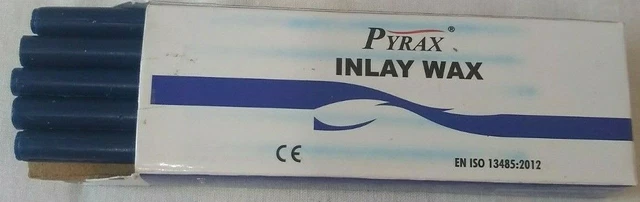 PYRAX®
INLAY WAX
CE
EN ISO 13485:2012